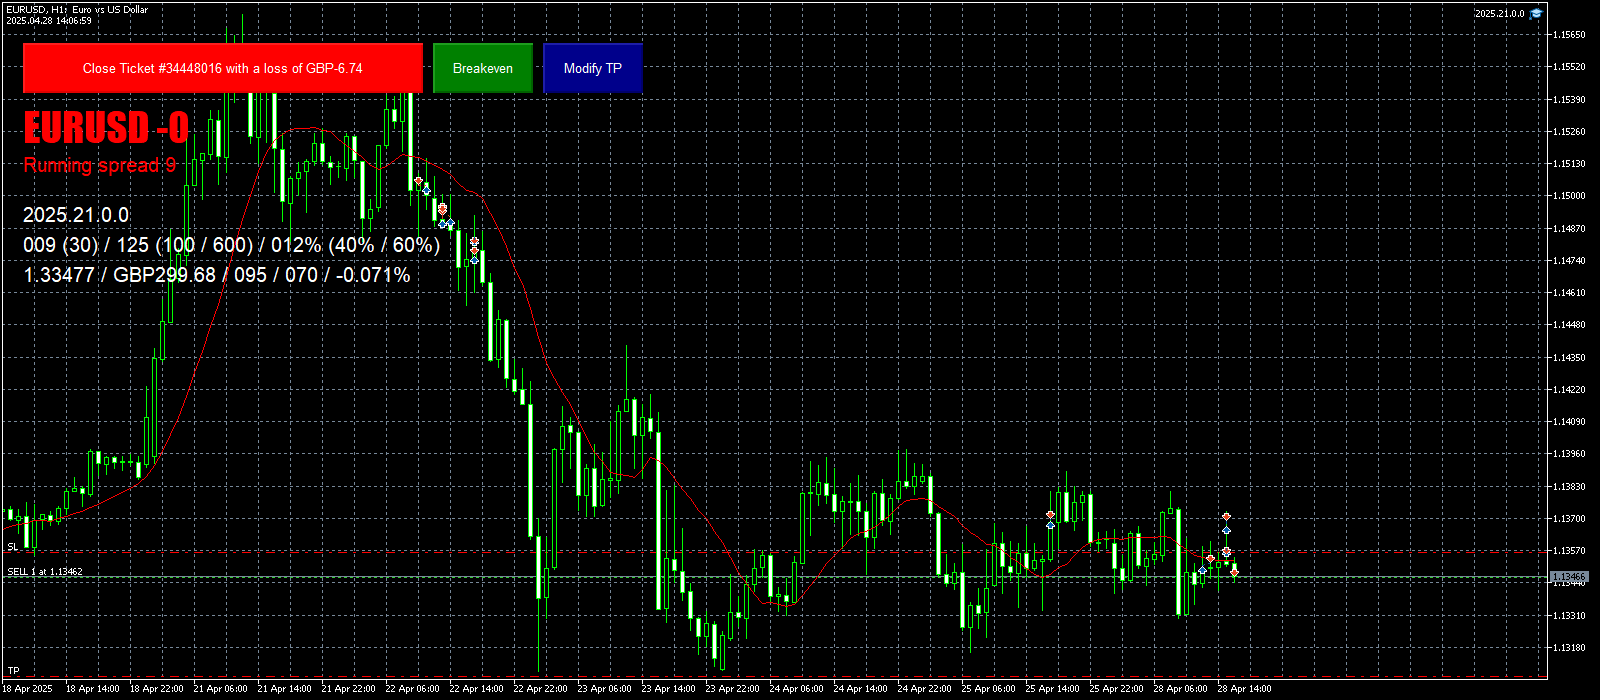 EURUSD, H1: Euro vs US Dollar
2025.04.28 14:06:59
2025.21.0.0
Close Ticket #34448016 with a loss of GBP-6.74
Breakeven
Modify TP
EURUSD -0
Running spread 9
2025.21.0.0
009 (30) / 125 (100 / 600) / 012% (40% / 60%)
1.33477 / GBP299.68 / 095 / 070 / -0.071%
1.15650
1.15520
1.15390
1.15260
1.15130
1.15000
1.14870
1.14740
1.14610
1.14480
1.14350
1.14220
1.14090
1.13960
1.13830
1.13700
SL
1.13570
SELL 1 at 1.13462
1.13466
1.13440
1.13310
1.13180
TP
18 Apr 2025
18 Apr 14:00
18 Apr 22:00
21 Apr 06:00
21 Apr 14:00
21 Apr 22:00
22 Apr 06:00
22 Apr 14:00
22 Apr 22:00
23 Apr 06:00
23 Apr 14:00
23 Apr 22:00
24 Apr 06:00
24 Apr 14:00
24 Apr 22:00
25 Apr 06:00
25 Apr 14:00
25 Apr 22:00
28 Apr 06:00
28 Apr 14:00